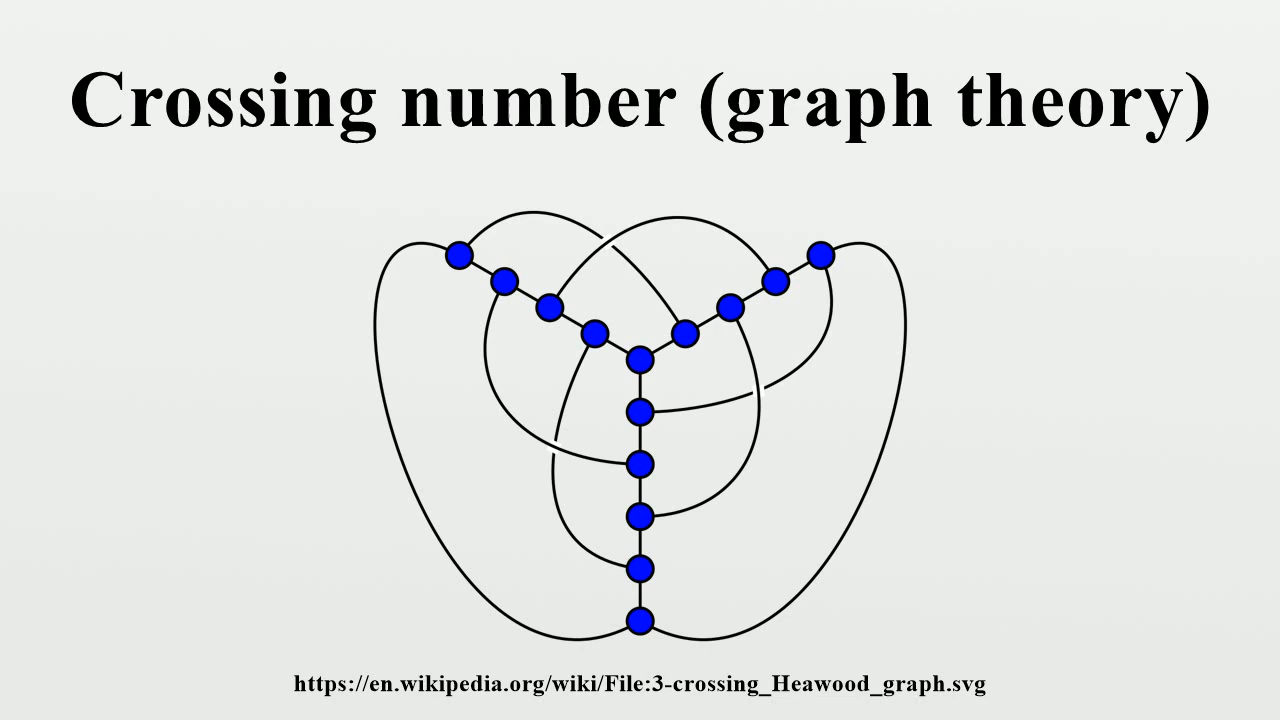 Crossing number (graph theory)
https://en.wikipedia.org/wiki/File:3-crossing_Heawood_graph.svg